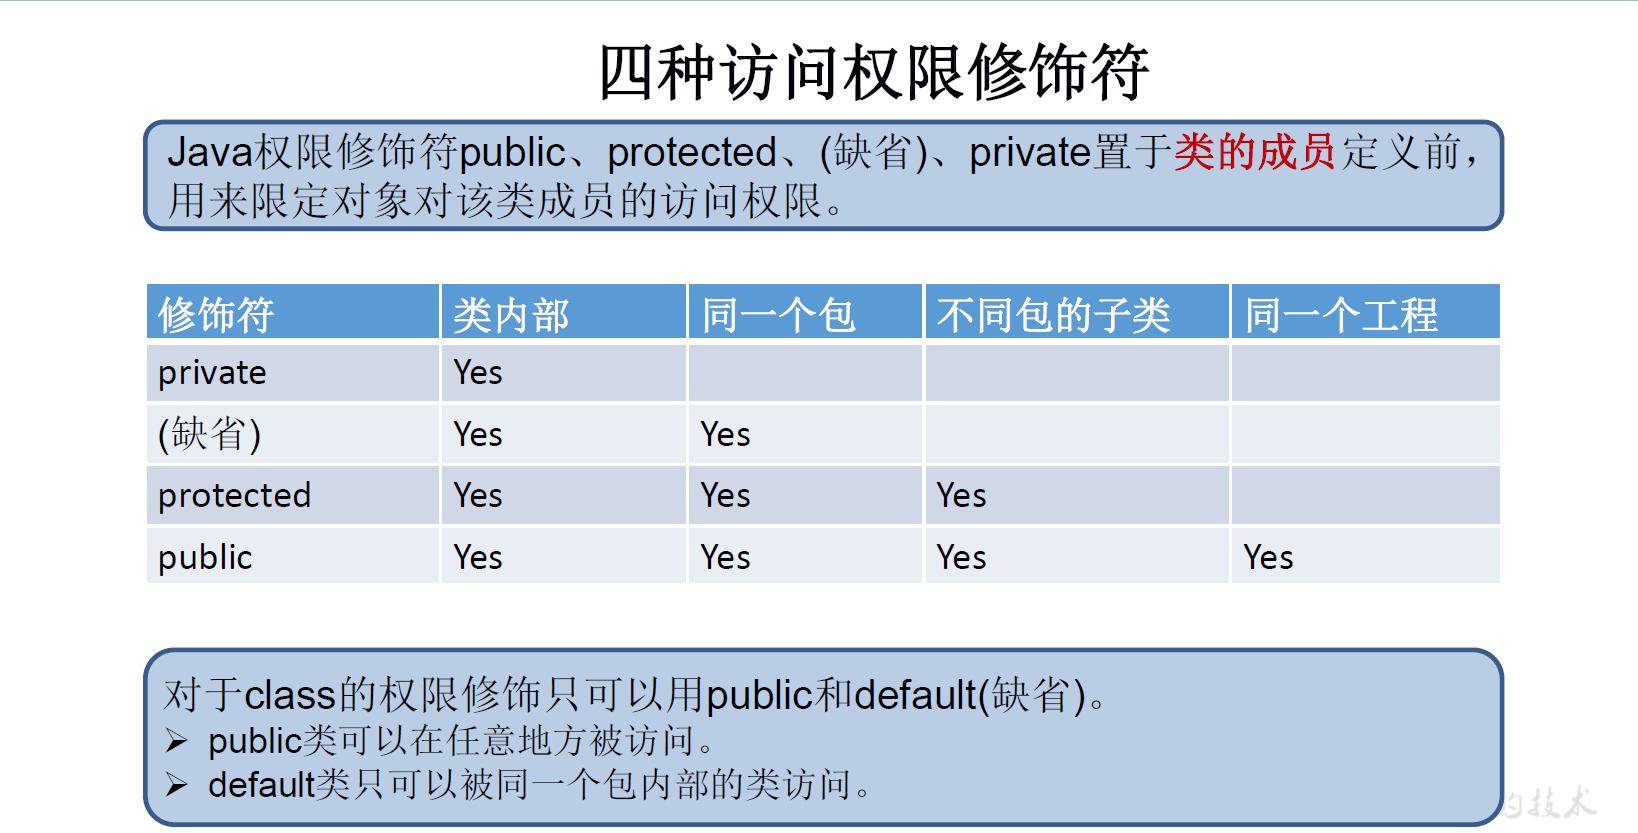 四种访问权限修饰符
Java权限修饰符public、protected、(缺省)、private置于类的成员定义前，
用来限定对象对该类成员的访问权限。
修饰符 类内部 同一个包 不同包的子类 同一个工程
private Yes
(缺省) Yes Yes
protected Yes Yes Yes
public Yes Yes Yes Yes
对于class的权限修饰只可以用public和default(缺省)。
➢ public类可以在任意地方被访问。
➢ default类只可以被同一个包内部的类访问。
的技术